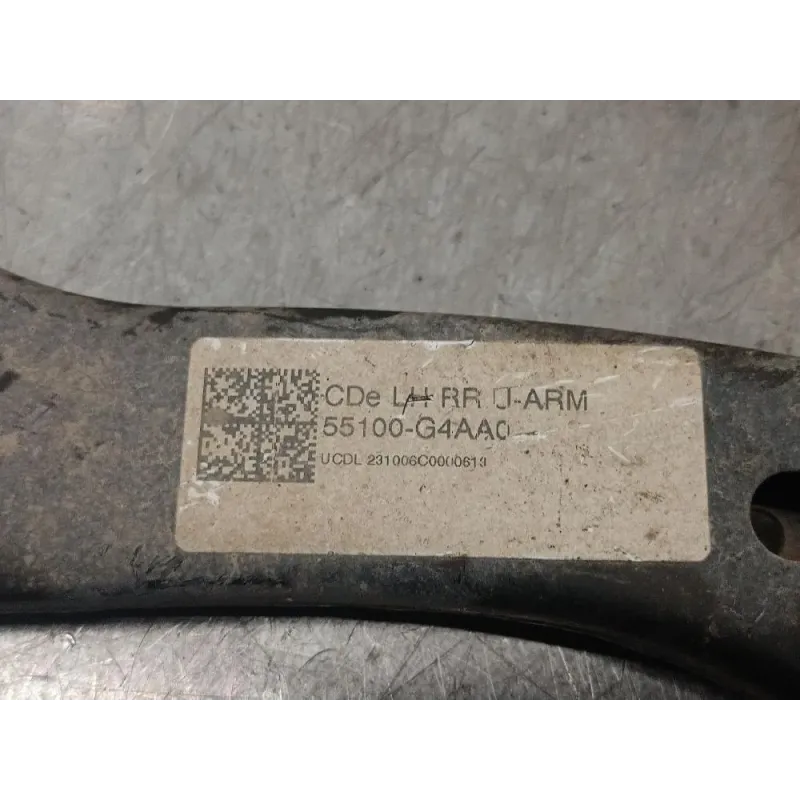 CDe LH RR U-ARM
55100-G4AA0
UCDL 231006C0000613